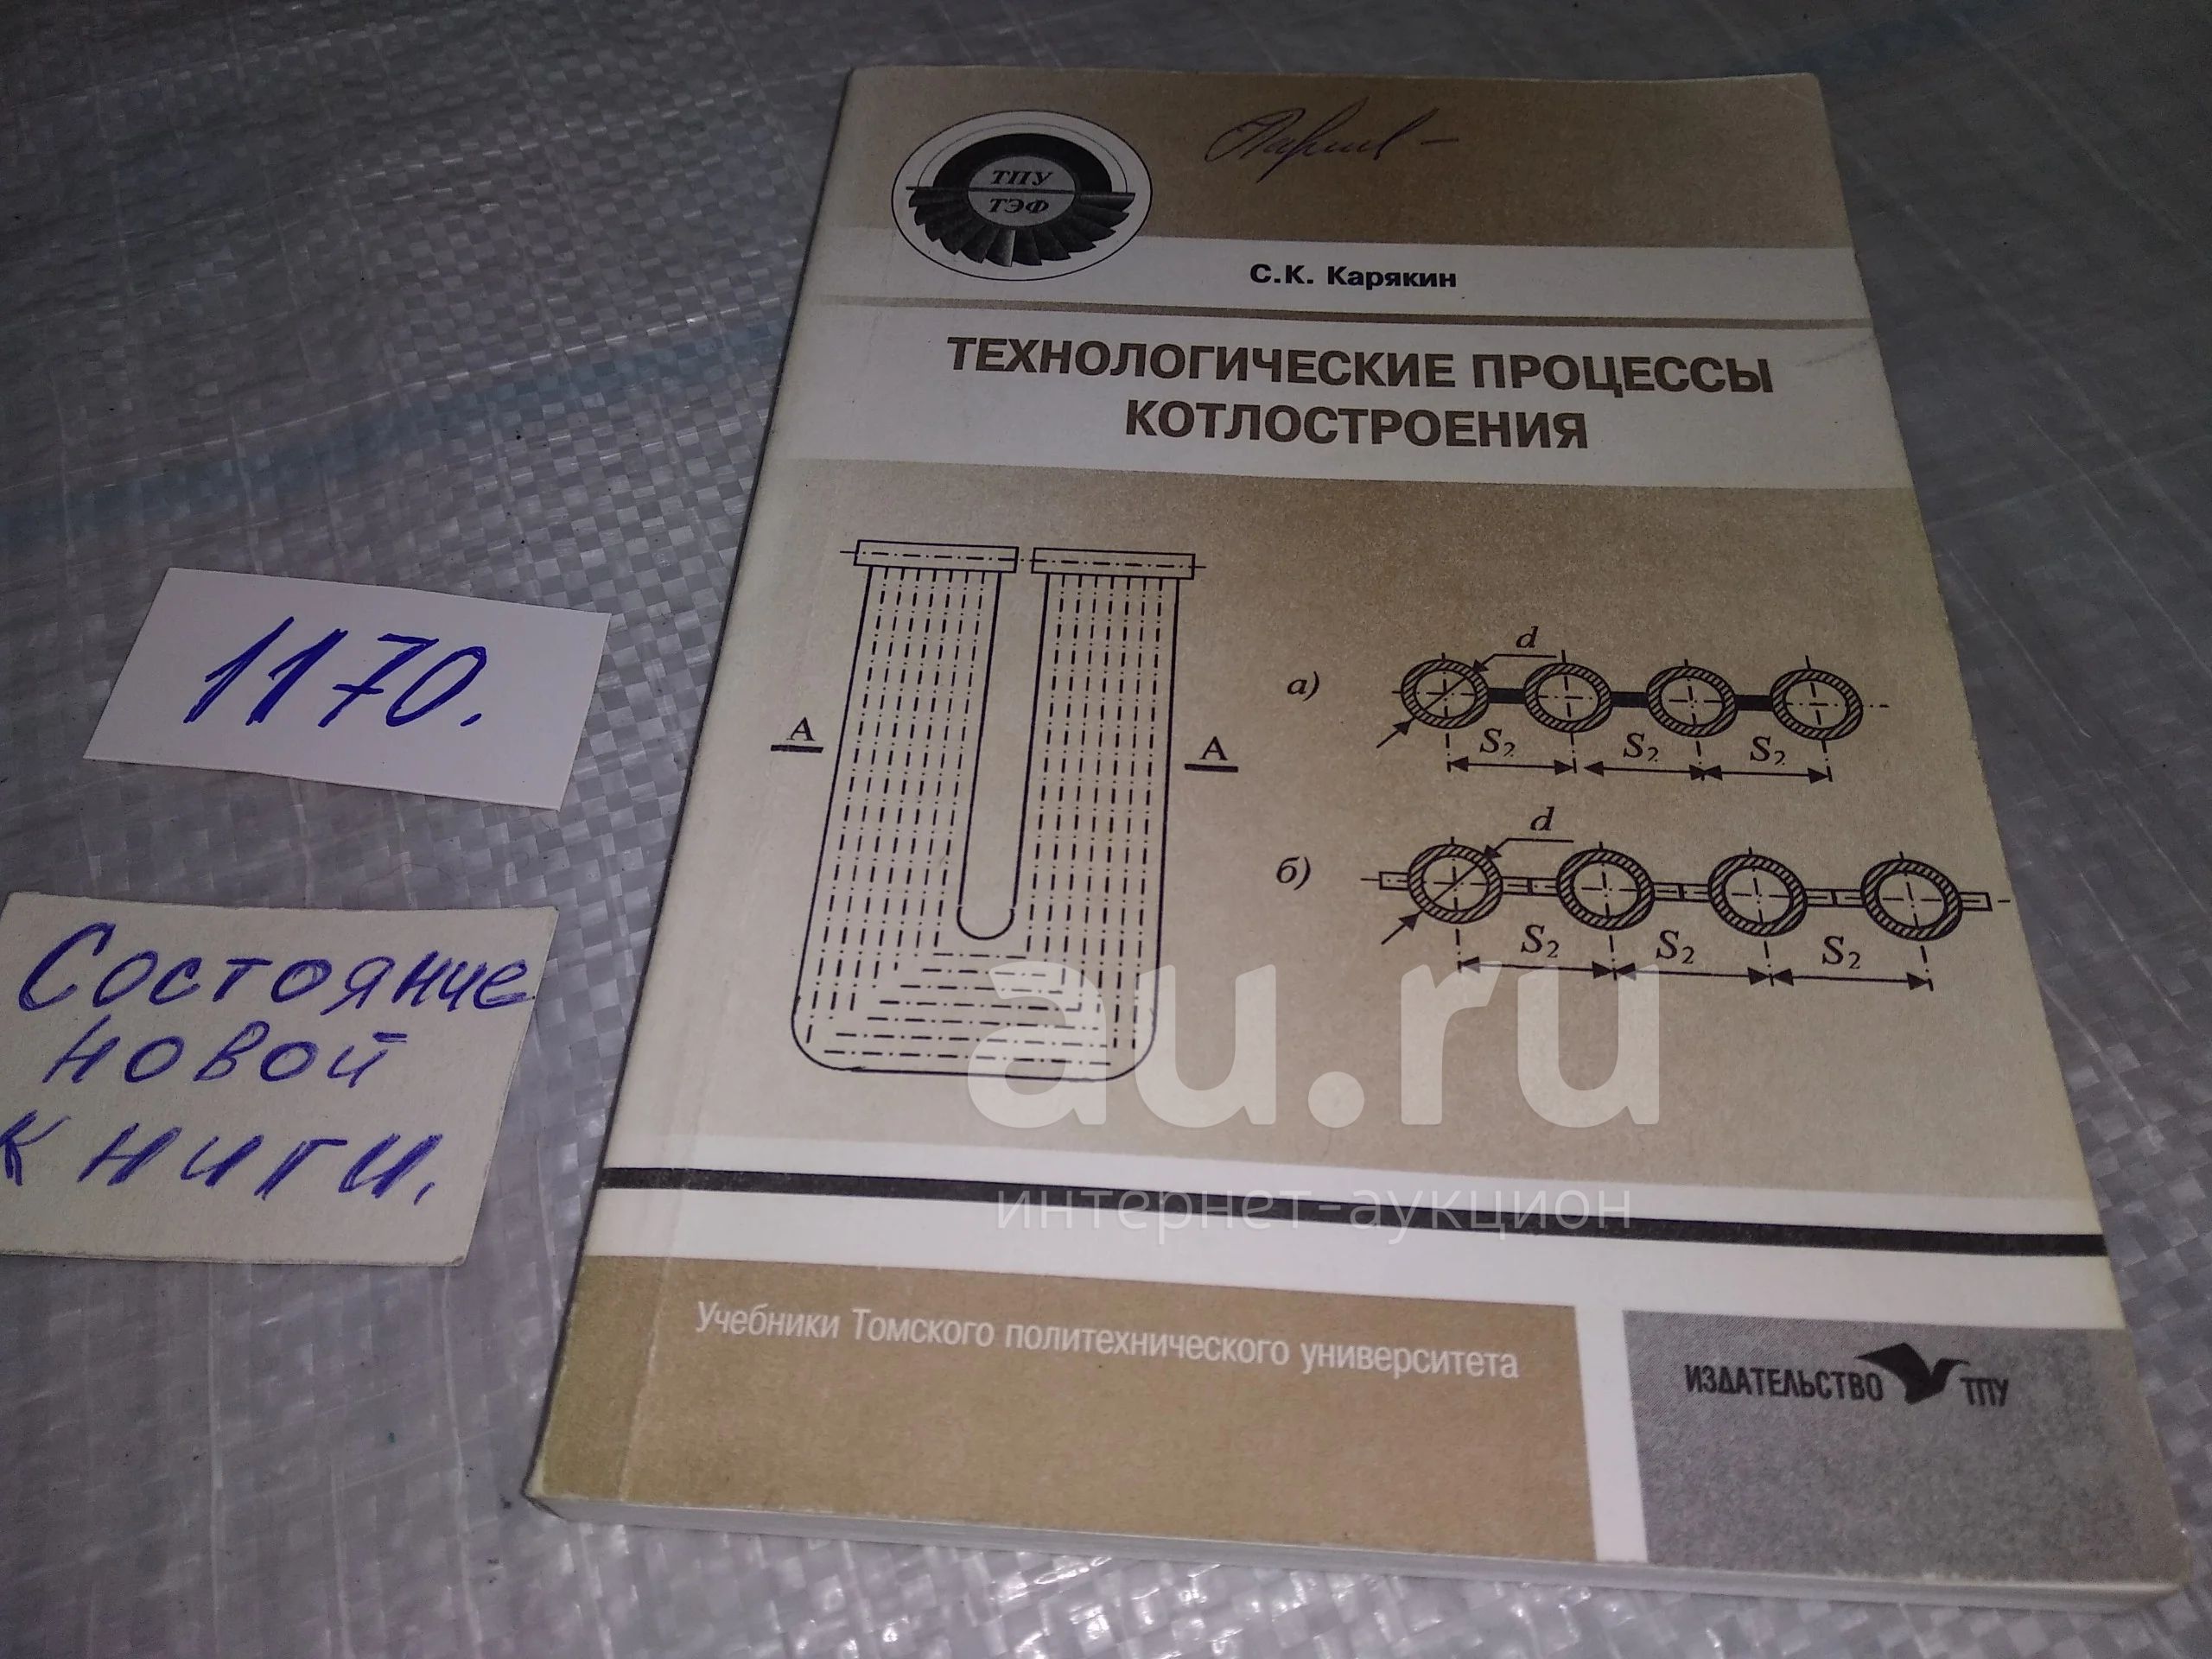 ТПУ
ТЭФ
С.К. Карякин
ТЕХНОЛОГИЧЕСКИЕ ПРОЦЕССЫ
КОТЛОСТРОЕНИЯ
1170.
Состояние
новой
книги.
А
А
а)
d
S₂
S₂
S₂
б)
d
S₂
S₂
S₂
au.ru
интернет-аукцион
Учебники Томского политехнического университета
ИЗДАТЕЛЬСТВО ТПУ